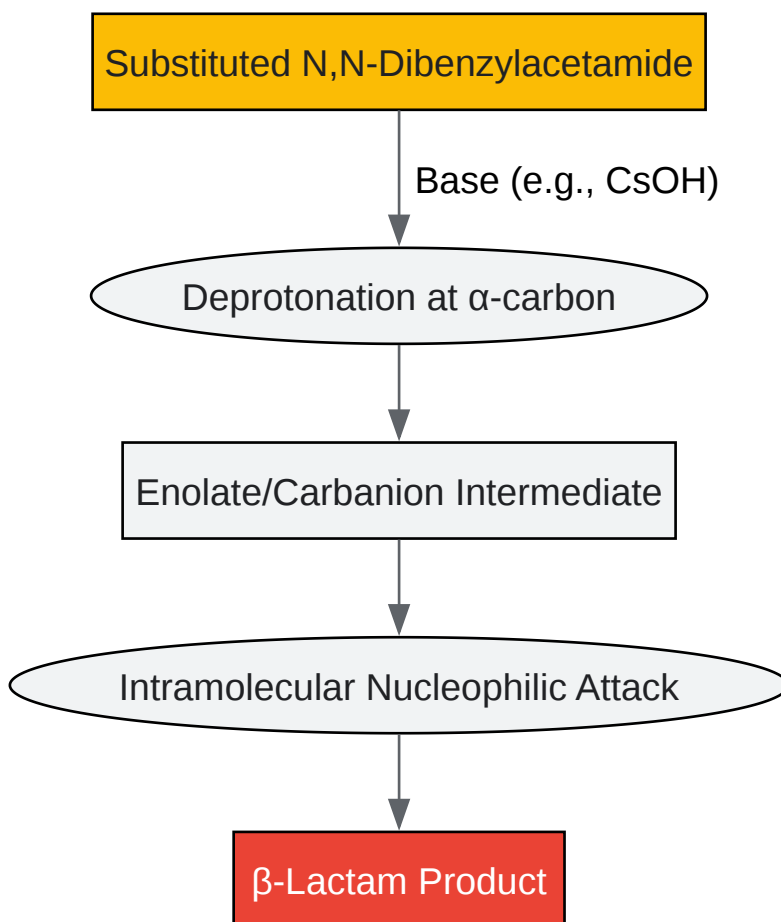 Substituted N,N-Dibenzylacetamide
Base (e.g., CsOH)
Deprotonation at α-carbon
Enolate/Carbanion Intermediate
Intramolecular Nucleophilic Attack
β-Lactam Product